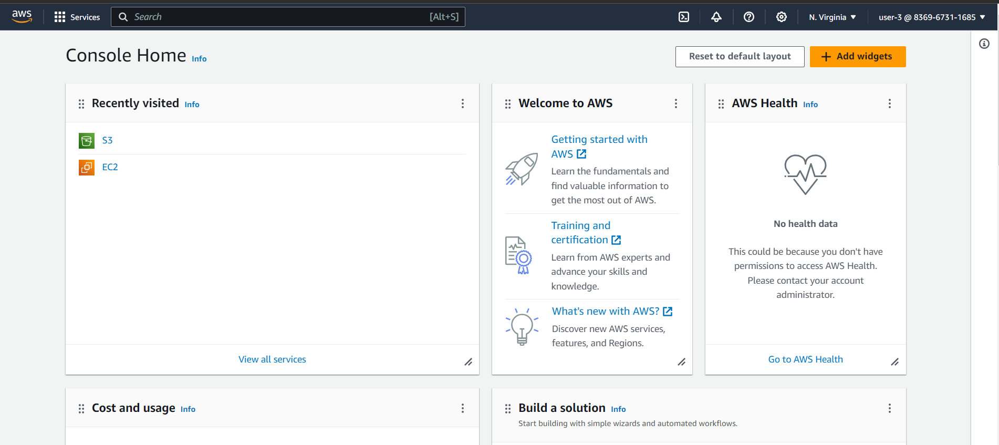 aws
Services
Search
[Alt+S]
N. Virginia
user-3 @ 8369-6731-1685
Console Home Info
Reset to default layout
Add widgets
Recently visited Info
S3
EC2
View all services
Welcome to AWS
Getting started with
AWS
Learn the fundamentals and
find valuable information to
get the most out of AWS.
Training and
certification
Learn from AWS experts and
advance your skills and
knowledge.
What's new with AWS?
Discover new AWS services,
features, and Regions.
AWS Health Info
No health data
This could be because you don't have
permissions to access AWS Health.
Please contact your account
administrator.
Go to AWS Health
Cost and usage Info
Build a solution Info
Start building with simple wizards and automated workflows.